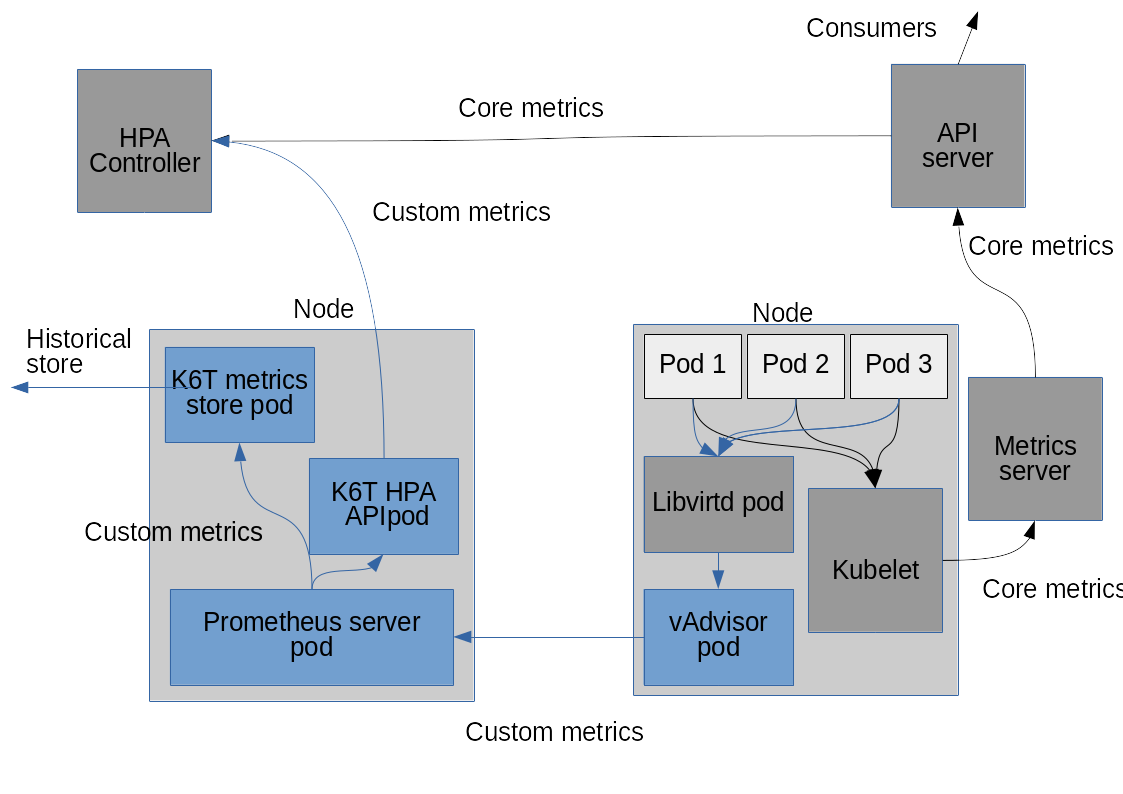 Consumers
Core metrics
HPA
Controller
API
server
Custom metrics
Core metrics
Node
Node
Historical
store
K6T metrics
store pod
Pod 1
Pod 2
Pod 3
K6T HPA
APIpod
Libvirtd pod
Metrics
server
Custom metrics
Kubelet
Core metrics
Prometheus server
pod
vAdvisor
pod
Custom metrics